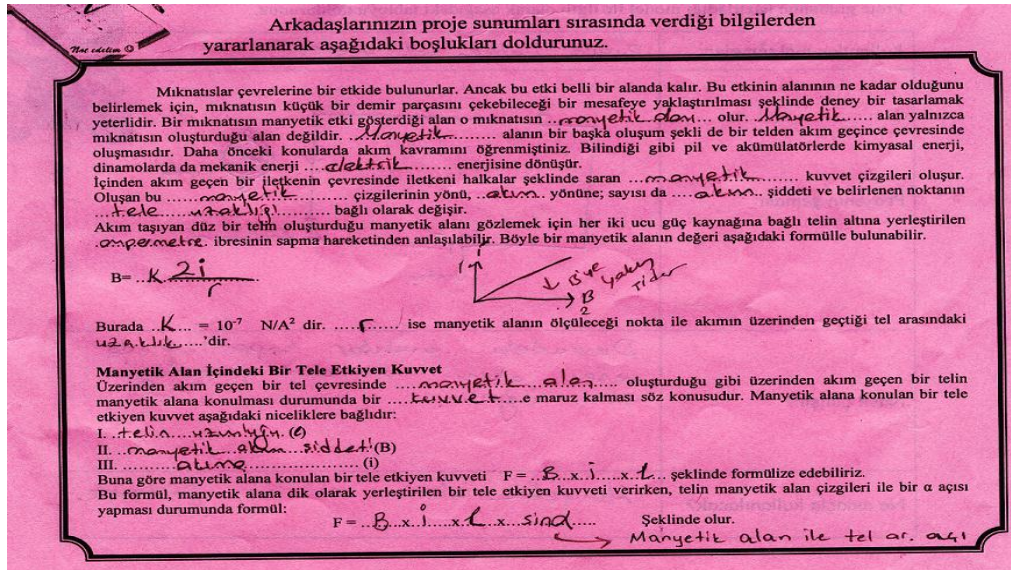 Arkadaşlarınızın proje sunumları sırasında verdiği bilgilerden
yararlanarak aşağıdaki boşlukları doldurunuz.
Not edelim
Mıknatıslar çevrelerine bir etkide bulunurlar. Ancak bu etki belli bir alanda kalır. Bu etkinin alanının ne kadar olduğunu
belirlemek için, mıknatısın küçük bir demir parçasını çekebileceği bir mesafeye yaklaştırılması şeklinde deney bir tasarlamak
yeterlidir. Bir mıknatısın manyetik etki gösterdiği alan o mıknatısın ..manyetik alanı... olur. .Manyetik..... alan yalnızca
mıknatısın oluşturduğu alan değildir. .Manyetik......... alanın bir başka oluşum şekli de bir telden akım geçince çevresinde
oluşmasıdır. Daha önceki konularda akım kavramını öğrenmiştiniz. Bilindiği gibi pil ve akümülatörlerde kimyasal enerji,
dinamolarda da mekanik enerji ....elektrik........... enerjisine dönüşür.
İçinden akım geçen bir iletkenin çevresinde iletkeni halkalar şeklinde saran .....manyetik....... kuvvet çizgileri oluşur.
Oluşan bu ......manyetik............ çizgilerinin yönü, ..akım.. yönüne; sayısı da .....akım.. şiddeti ve belirlenen noktanın
....tele uzaklığı.......... bağlı olarak değişir.
Akım taşıyan düz bir telin oluşturduğu manyetik alanı gözlemek için her iki ucu güç kaynağına bağlı telin altına yerleştirilen
.ampermetre. ibresinin sapma hareketinden anlaşılabilir. Böyle bir manyetik alanın değeri aşağıdaki formülle bulunabilir.
B= ..K 2i / r
i B'ye yakın rider
B
2
Burada ..K.... = 10⁻⁷ N/A² dir. .....r...... ise manyetik alanın ölçüleceği nokta ile akımın üzerinden geçtiği tel arasındaki
uzaklık.....'dir.
Manyetik Alan İçindeki Bir Tele Etkiyen Kuvvet
Üzerinden akım geçen bir tel çevresinde ....manyetik....alan..... oluşturduğu gibi üzerinden akım geçen bir telin
manyetik alana konulması durumunda bir ....kuvvet....e maruz kalması söz konusudur. Manyetik alana konulan bir tele
etkiyen kuvvet aşağıdaki niceliklere bağlıdır:
I. ..telin....uzunluğu. (ℓ)
II. ..manyetik...alan...şiddeti(B)
III. ...........akıma.................... (i)
Buna göre manyetik alana konulan bir tele etkiyen kuvveti F = ..B..x.i.....x.L... şeklinde formülize edebiliriz.
Bu formül, manyetik alana dik olarak yerleştirilen bir tele etkiyen kuvveti verirken, telin manyetik alan çizgileri ile bir α açısı
yapması durumunda formül:
F = ..B...x..i....x..L..x...sinα..... Şeklinde olur.
Manyetik alan ile tel ar. açı